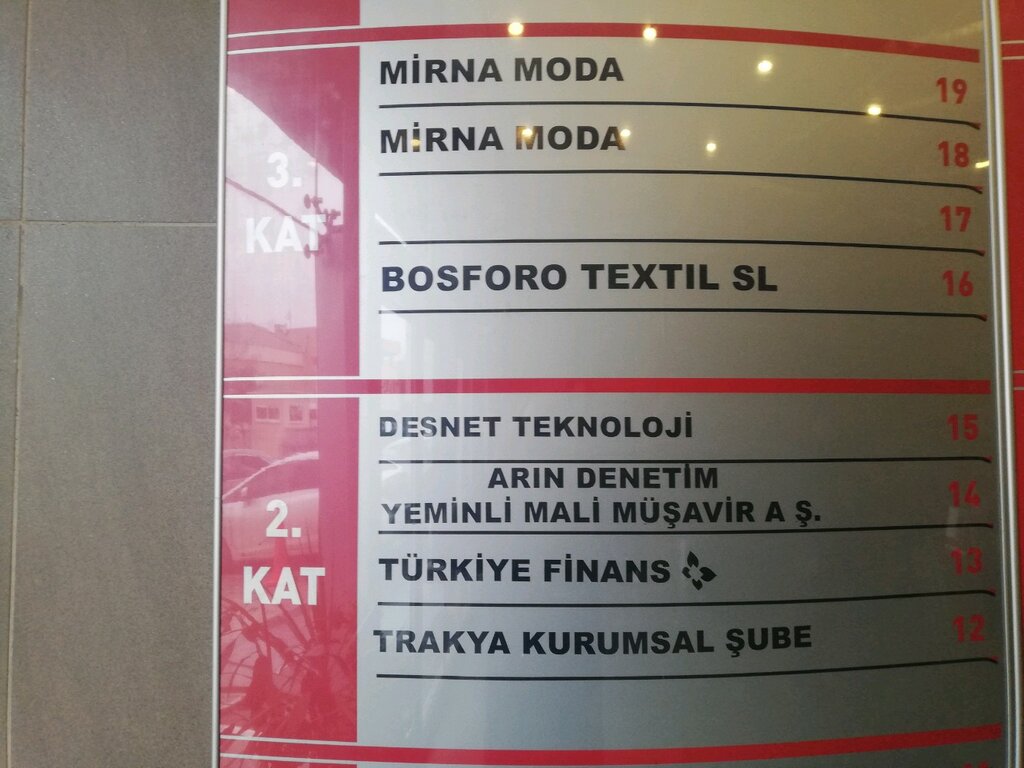 3. KAT
MİRNA MODA 19
MİRNA MODA 18
17
BOSFORO TEXTIL SL 16
2. KAT
DESNET TEKNOLOJİ 15
ARIN DENETİM
YEMİNLİ MALİ MÜŞAVİR A Ş. 14
TÜRKİYE FİNANS 13
TRAKYA KURUMSAL ŞUBE 12